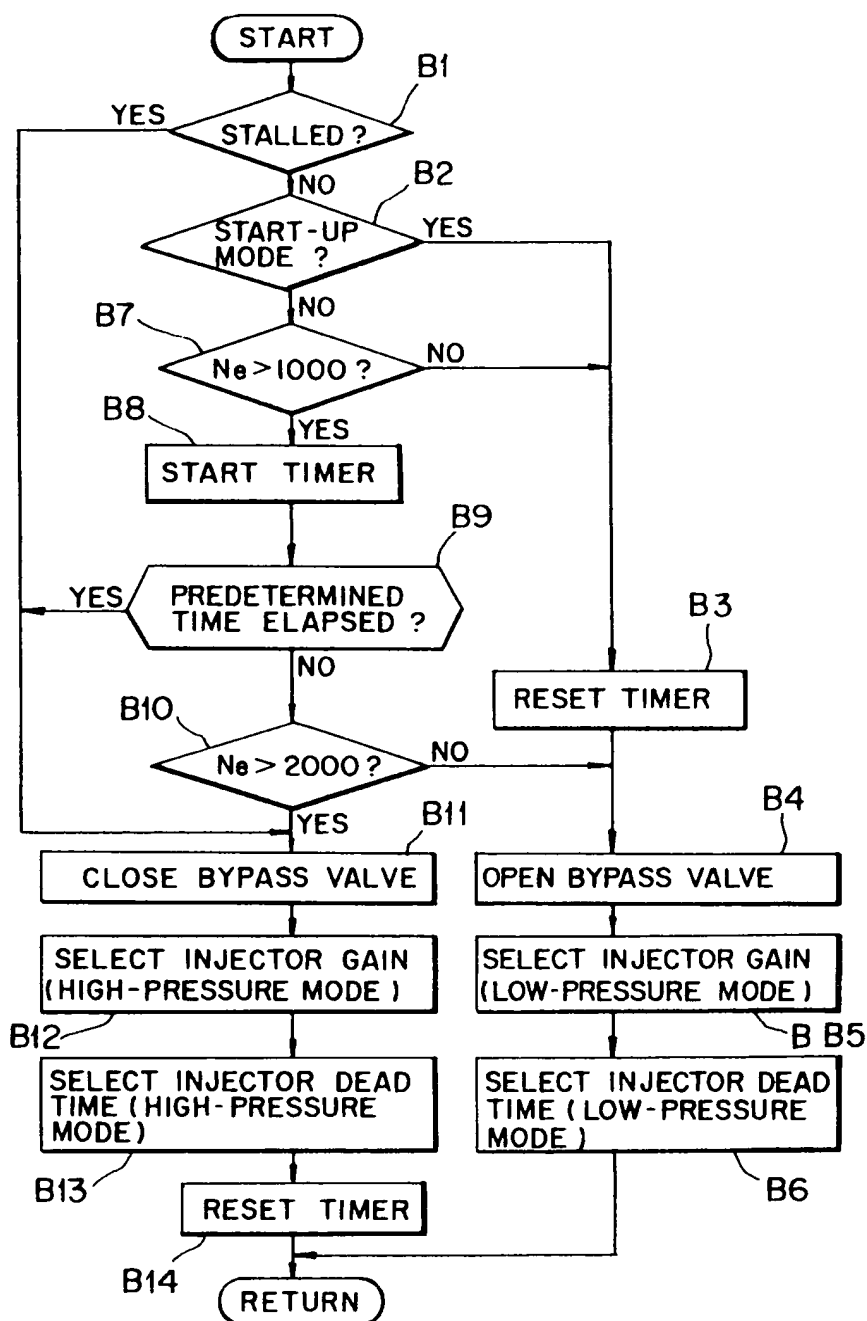 START
B1
YES
STALLED?
NO
B2
START-UP
MODE ?
YES
NO
B7
Ne > 1000 ?
NO
B8
YES
START TIMER
B9
YES
PREDETERMINED
TIME ELAPSED ?
NO
B3
RESET TIMER
B10
Ne > 2000 ?
NO
YES
B11
B4
CLOSE BYPASS VALVE
OPEN BYPASS VALVE
SELECT INJECTOR GAIN
(HIGH-PRESSURE MODE)
SELECT INJECTOR GAIN
(LOW-PRESSURE MODE)
B12
B B5
SELECT INJECTOR DEAD
TIME (HIGH-PRESSURE
MODE)
SELECT INJECTOR DEAD
TIME (LOW-PRESSURE
MODE)
B13
B6
RESET TIMER
B14
RETURN